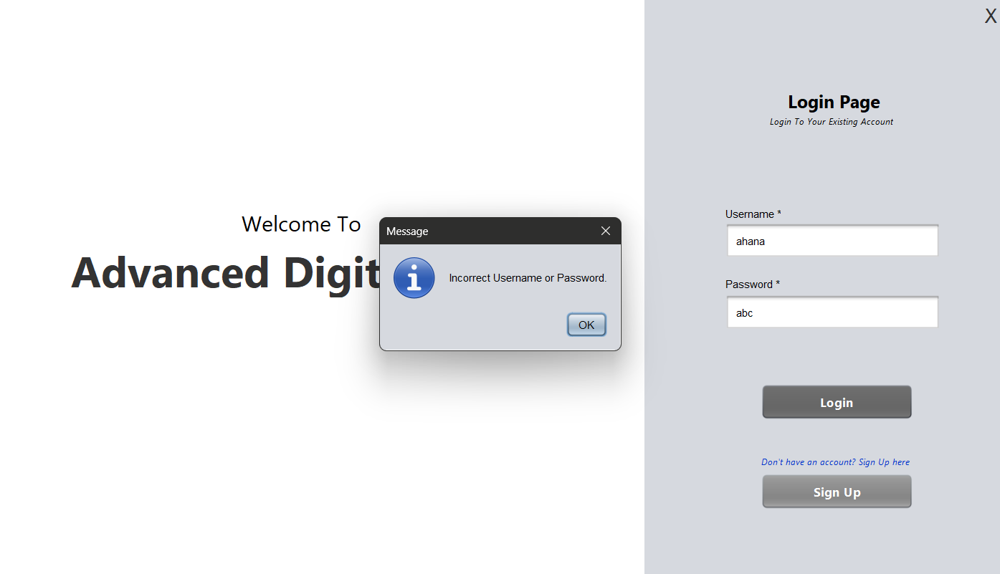 X
Login Page
Login To Your Existing Account
Welcome To
Advanced Digit
Message
Incorrect Username or Password.
OK
Username *
ahana
Password *
abc
Login
Don't have an account? Sign Up here
Sign Up